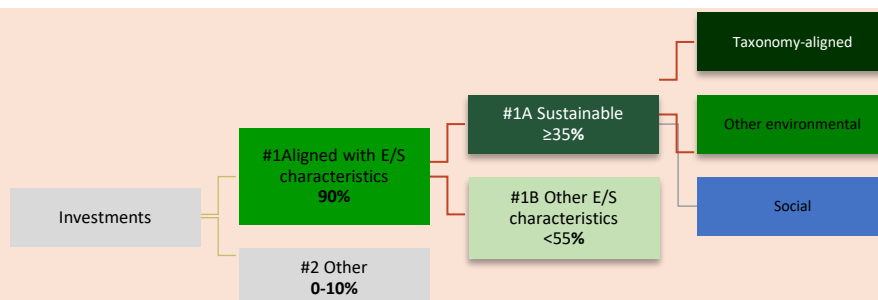 Taxonomy-aligned
#1A Sustainable
≥35%
Other environmental
#1Aligned with E/S
characteristics
90%
#1B Other E/S
characteristics
<55%
Social
Investments
#2 Other
0-10%